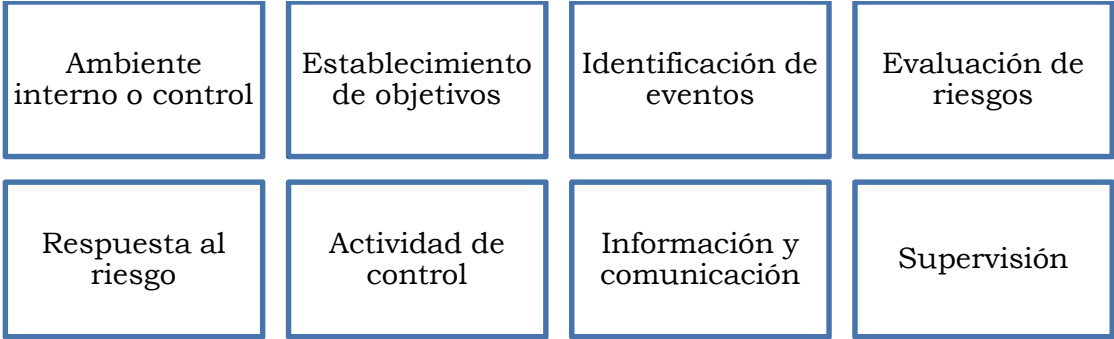 Ambiente
interno o control
Establecimiento
de objetivos
Identificación de
eventos
Evaluación de
riesgos
Respuesta al
riesgo
Actividad de
control
Información y
comunicación
Supervisión